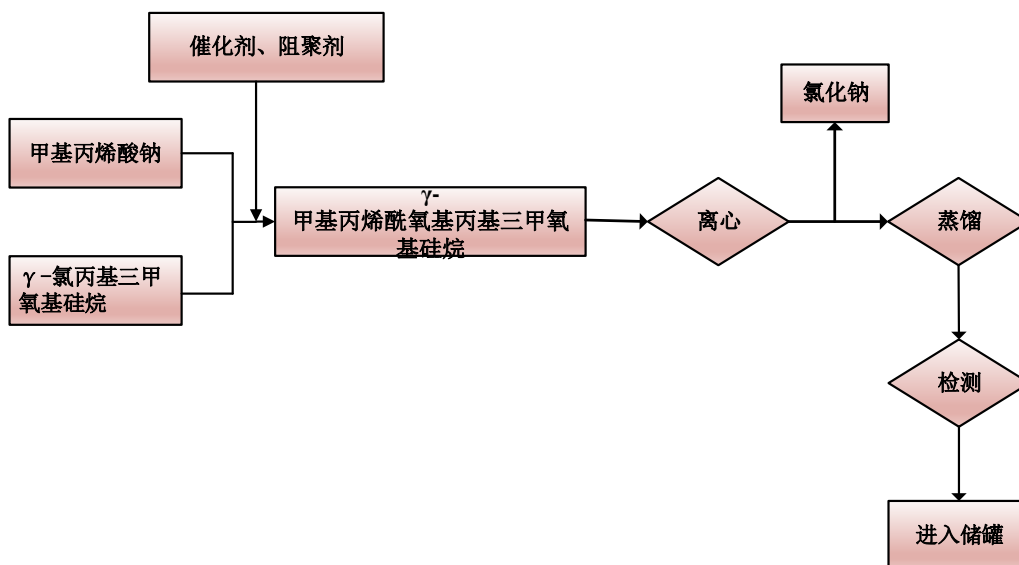 催化剂、阻聚剂
氯化钠
甲基丙烯酸钠
γ-
甲基丙烯酰氧基丙基三甲氧
基硅烷
离心
蒸馏
γ-氯丙基三甲
氧基硅烷
检测
进入储罐